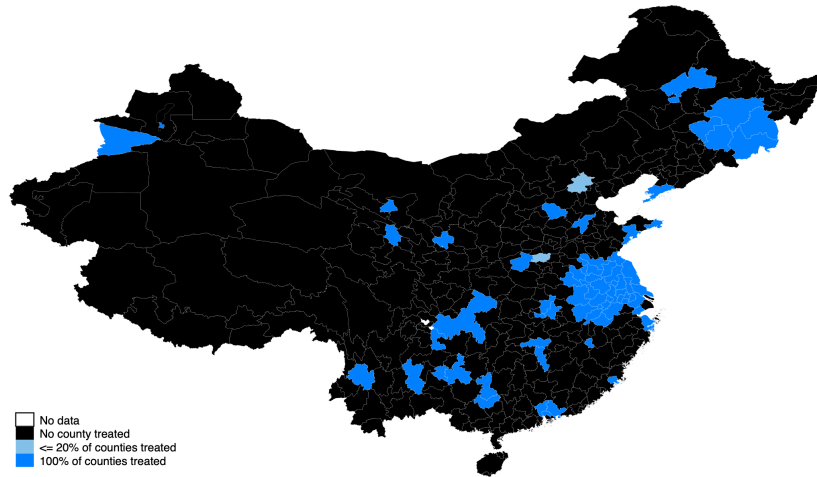 No data
No county treated
<= 20% of counties treated
100% of counties treated